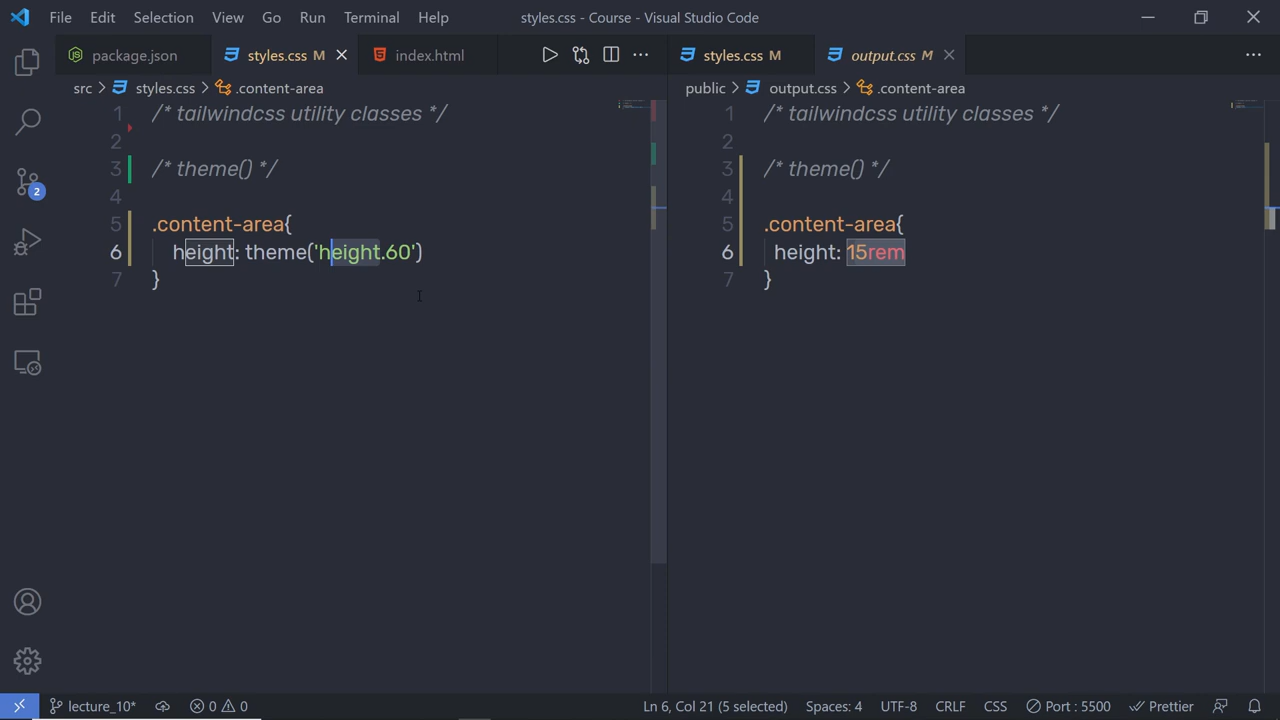 File Edit Selection View Go Run Terminal Help styles.css - Course - Visual Studio Code
package.json styles.css M index.html styles.css M output.css M
src > styles.css > .content-area public > output.css > .content-area
1 /* tailwindcss utility classes */
2
3 /* theme() */
4
5 .content-area{
6 height: theme('height.60')
7 }
1 /* tailwindcss utility classes */
2
3 /* theme() */
4
5 .content-area{
6 height: 15rem
7 }
2
lecture_10* 0 0 Ln 6, Col 21 (5 selected) Spaces: 4 UTF-8 CRLF CSS Port : 5500 Prettier